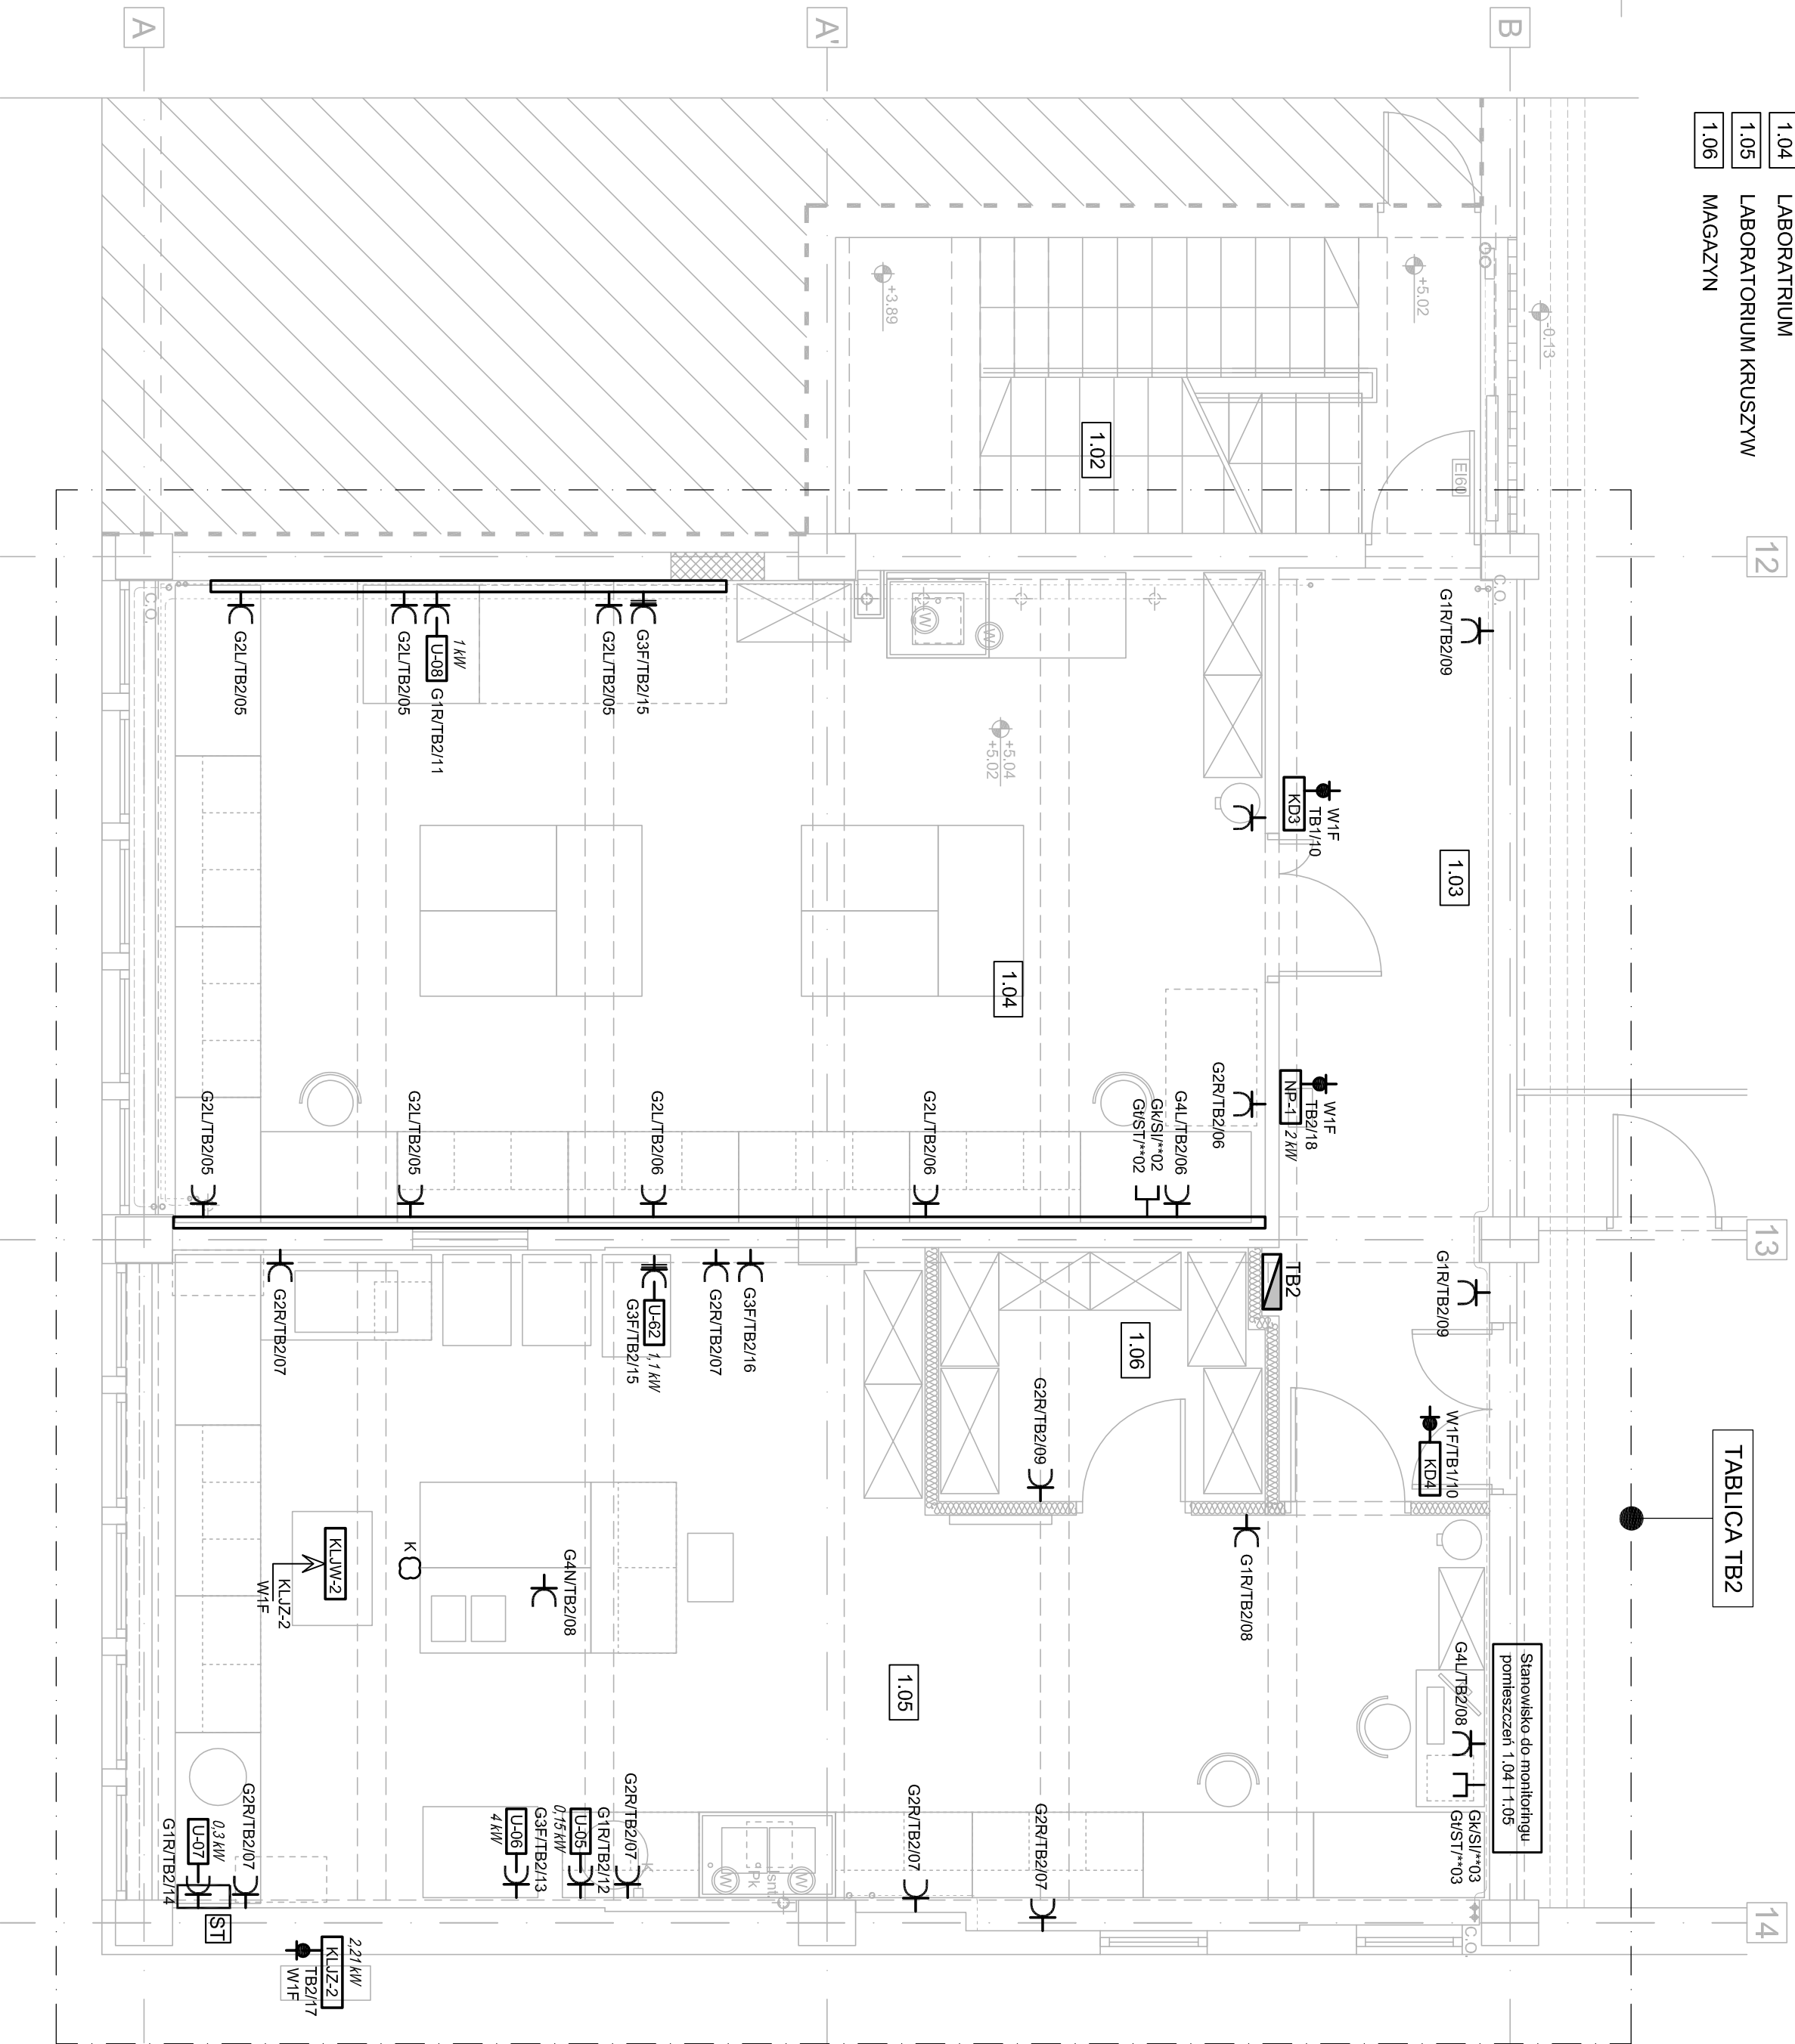 1.04 LABORATRIUM
1.05 LABORATORIUM KRUSZYW
1.06 MAGAZYN
A
A'
B
12
13
14
+3.89
+5.02
-0.13
1.02
EI60
C.O.
C.O.
G1R/TB2/09
G2L/TB2/05
G2L/TB2/05
1 kW
U-08
G1R/TB2/11
G2L/TB2/05
G3F/TB2/15
W
W
+5.04
+5.02
KD3
W1F
TB1/10
1.03
1.04
G2L/TB2/05
G2L/TB2/05
G2L/TB2/06
G2L/TB2/06
Gk/SI/**02
Gt/ST/**02
G4L/TB2/06
G2R/TB2/06
NP-1
2 kW
W1F
TB2/18
TB2
G1R/TB2/09
G2R/TB2/07
U-62
1,1 kW
G3F/TB2/15
G2R/TB2/07
G3F/TB2/16
1.06
G2R/TB2/09
W1F/TB1/10
KD4
TABLICA TB2
KLJW-2
KLJZ-2
W1F
K
G4N/TB2/08
G1R/TB2/08
1.05
Stanowisko do monitoringu
pomieszczeń 1.04 I 1.05
G4L/TB2/08
Gk/SI/**03
Gt/ST/**03
G2R/TB2/07
0,3 kW
U-07
G1R/TB2/14
ST
G3F/TB2/13
U-06
4 kW
G1R/TB2/12
U-05
0,15 kW
G2R/TB2/07
W
W
Pk
G2R/TB2/07
G2R/TB2/07
C.O.
2,21 kW
KLJZ-2
TB2/17
W1F